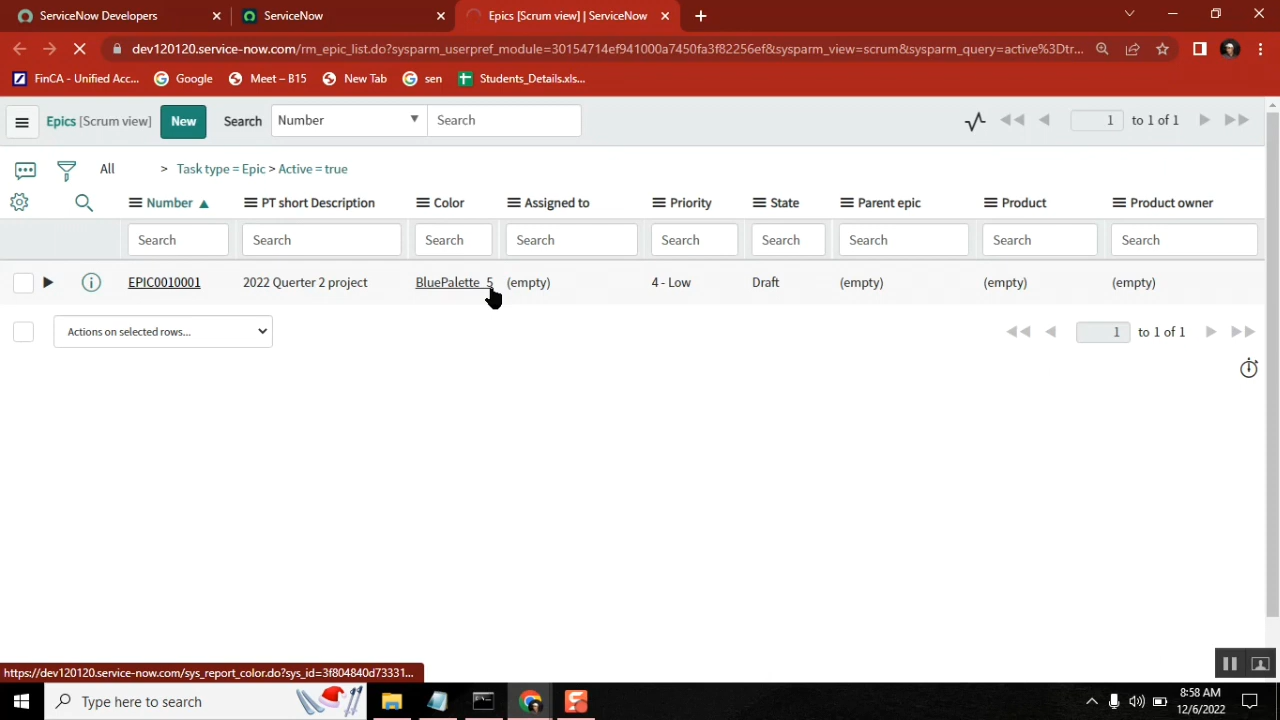 ServiceNow Developers
ServiceNow
Epics [Scrum view] | ServiceNow
dev120120.service-now.com/rm_epic_list.do?sysparm_userpref_module=30154714ef941000a7450fa3f82256ef&sysparm_view=scrum&sysparm_query=active%3Dtr...
FinCA - Unified Acc...
Google
Meet – B15
New Tab
sen
Students_Details.xls...
Epics [Scrum view] New Search Number Search 1 to 1 of 1
All > Task type = Epic > Active = true
Number PT short Description Color Assigned to Priority State Parent epic Product Product owner
Search Search Search Search Search Search Search Search Search
EPIC0010001 2022 Querter 2 project BluePalette_5 (empty) 4 - Low Draft (empty) (empty) (empty)
Actions on selected rows... 1 to 1 of 1
https://dev120120.service-now.com/sys_report_color.do?sys_id=3f804840d73331...
Type here to search
8:58 AM
12/6/2022